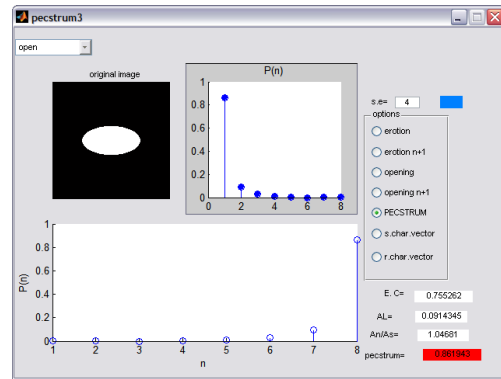 pecstrum3
open
original image
P(n)
1
0.8
0.6
0.4
0.2
0
0 2 4 6 8
s.e= 4
options
erotion
erotion n+1
opening
opening n+1
PECSTRUM
s.char.vector
r.char.vector
1
0.8
0.6
0.4
0.2
0
P(n)
1 2 3 4 5 6 7 8
n
E. C= 0.755262
AL= 0.0914345
An/As= 1.04681
pecstrum=